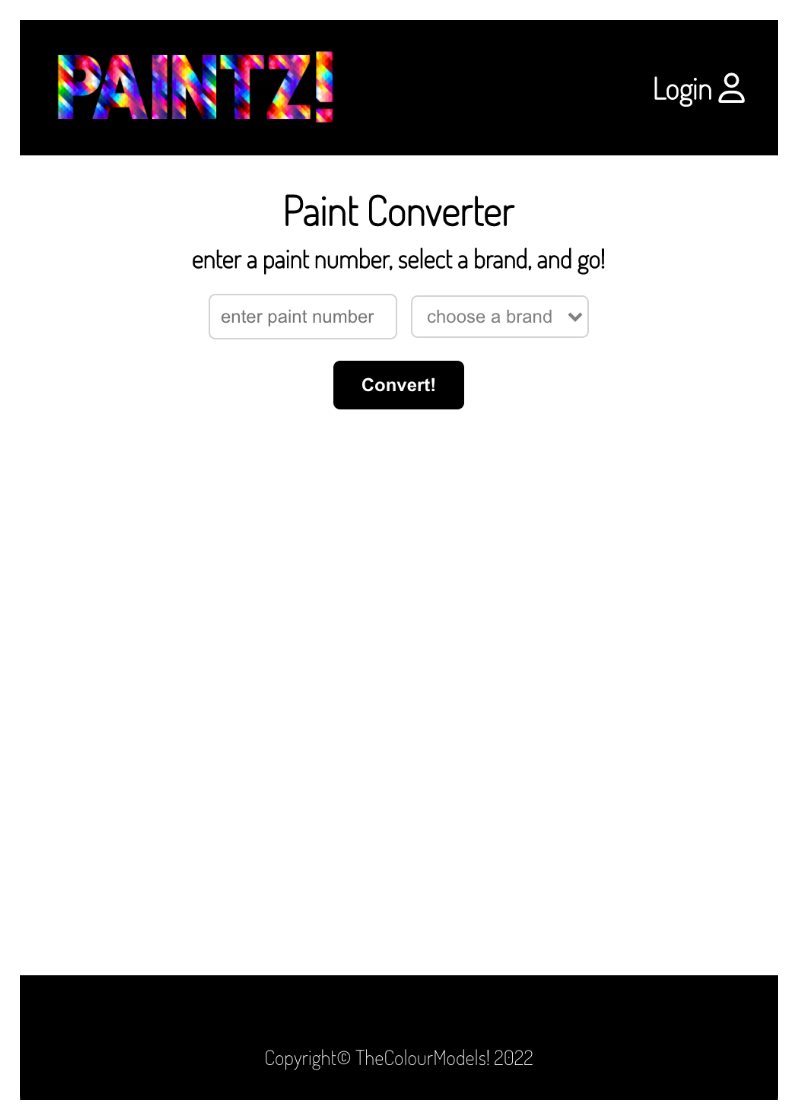 PAINTZ!
Login
Paint Converter
enter a paint number, select a brand, and go!
enter paint number
choose a brand
Convert!
Copyright© TheColourModels! 2022